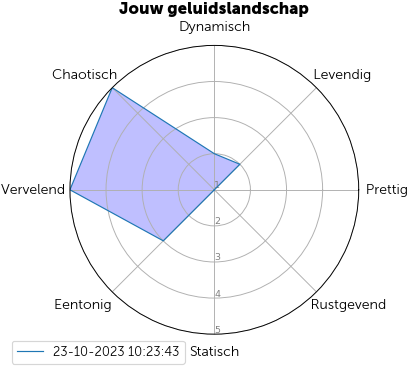 Jouw geluidslandschap
Dynamisch
Chaotisch
Levendig
Vervelend
1
Prettig
2
3
4
Eentonig
Rustgevend
5
23-10-2023 10:23:43
Statisch